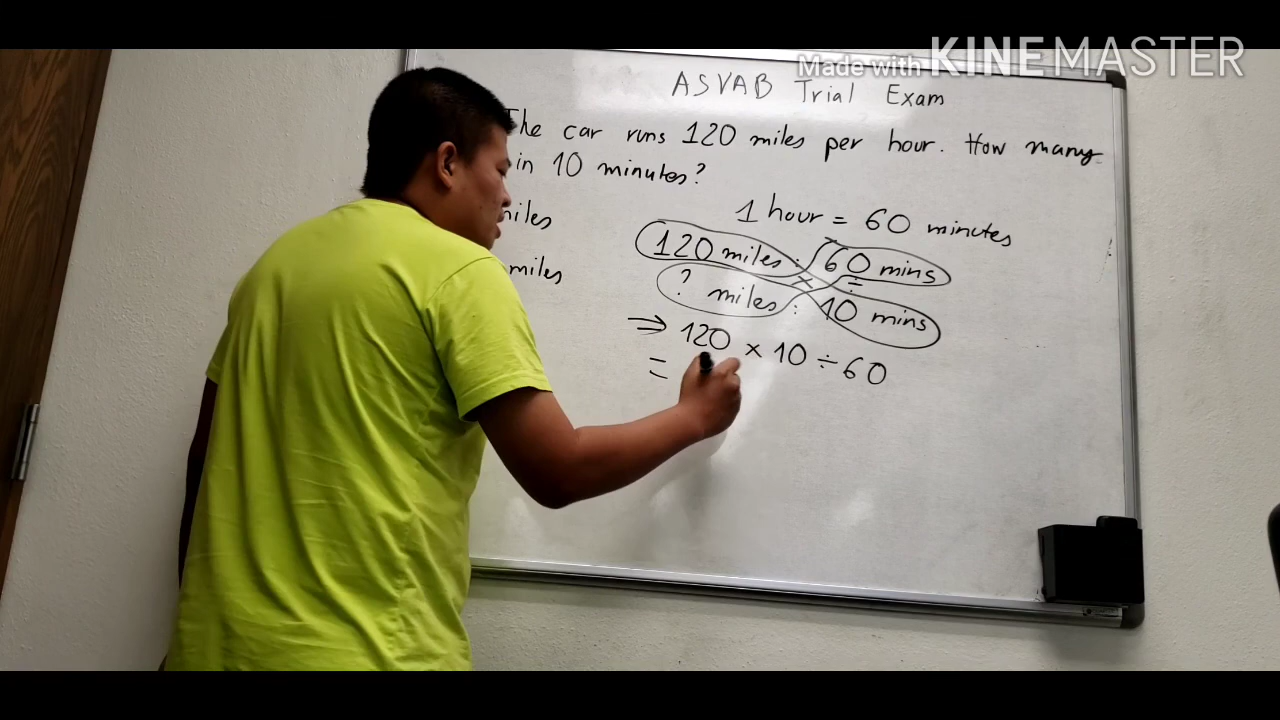 Made with KINEMASTER
ASVAB Trial Exam
The car runs 120 miles per hour. How many
in 10 minutes?
miles
miles
1 hour = 60 minutes
120 miles : 60 mins
× ÷
? miles : 10 mins
⇒ 120 × 10 ÷ 60
=